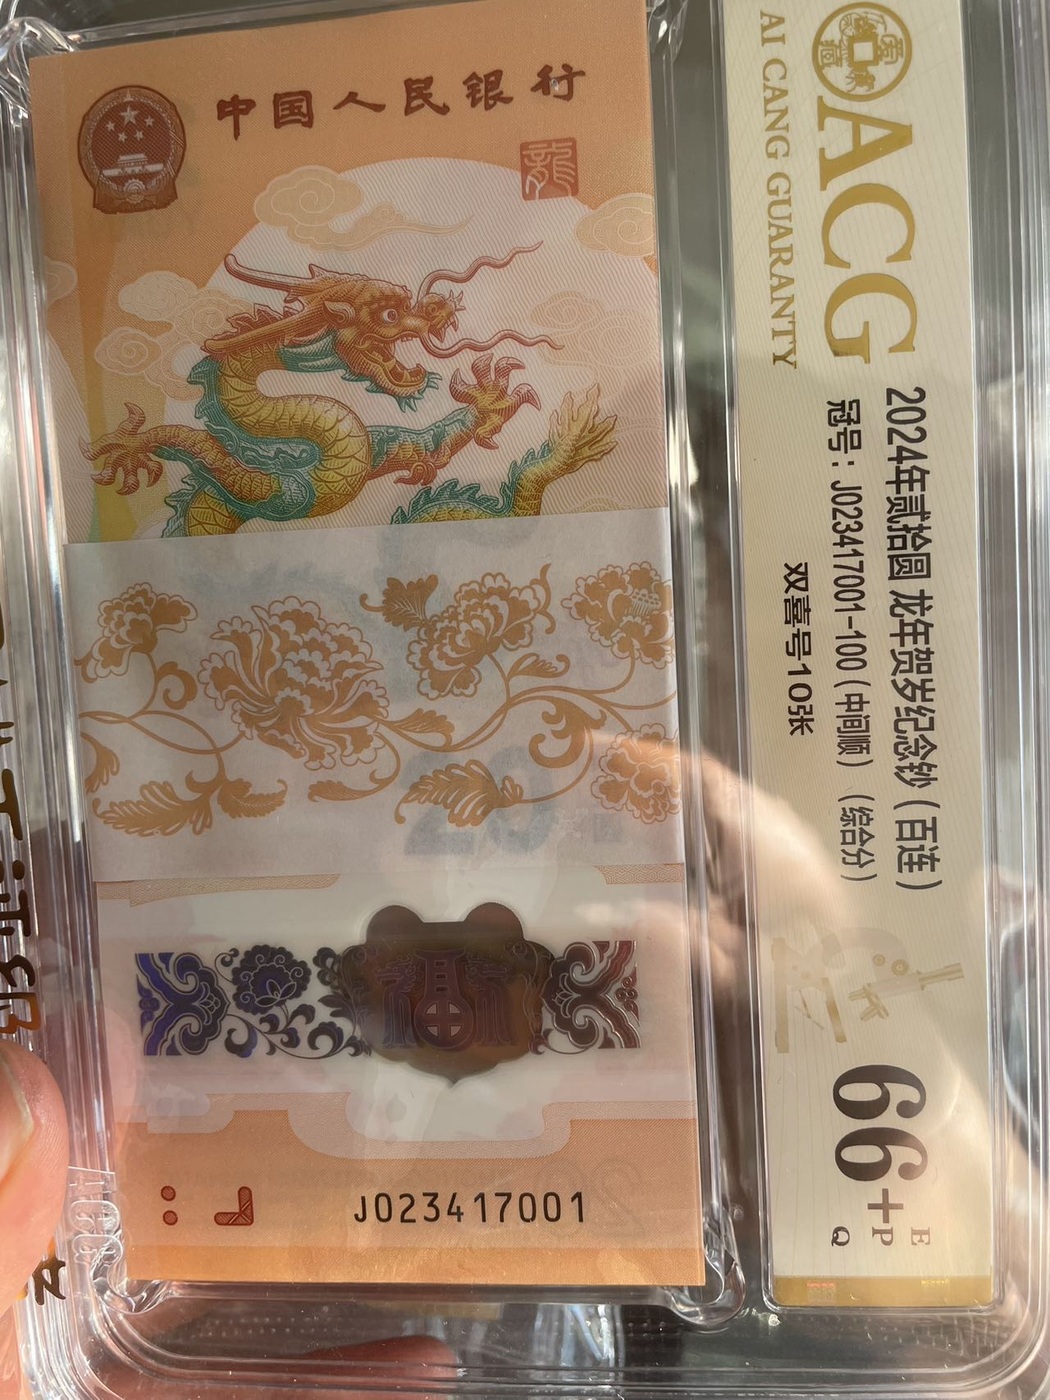 中国人民银行
龍
福
J023417001
ACG
AI CANG GUARANTY
2024年贰拾圆 龙年贺岁纪念钞（百连）
冠号：J023417001-100（中间顺）（综合分）
双喜号10张
66+
E
P
Q